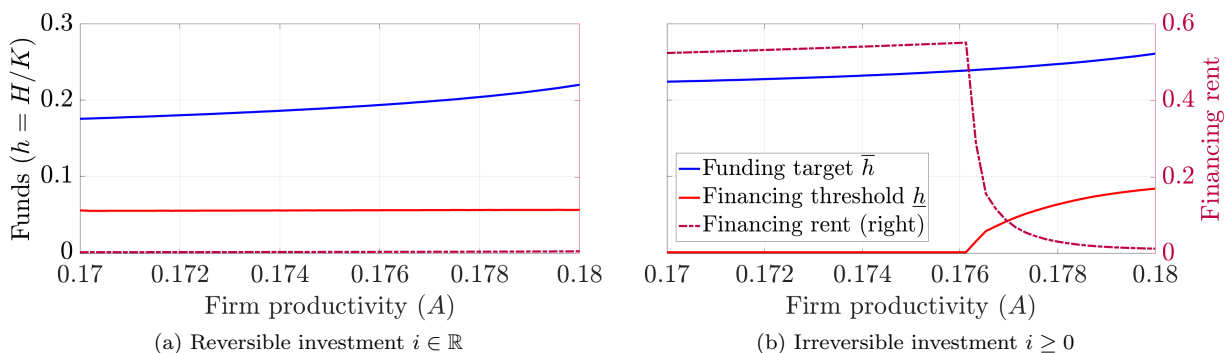 0.3
0.2
0.1
0
Funds (h = H/K)
0.17 0.172 0.174 0.176 0.178 0.18
Firm productivity (A)
(a) Reversible investment i ∈ ℝ
0.6
0.4
0.2
0
Financing rent
Funding target h̅
Financing threshold h̲
Financing rent (right)
0.17 0.172 0.174 0.176 0.178 0.18
Firm productivity (A)
(b) Irreversible investment i ≥ 0